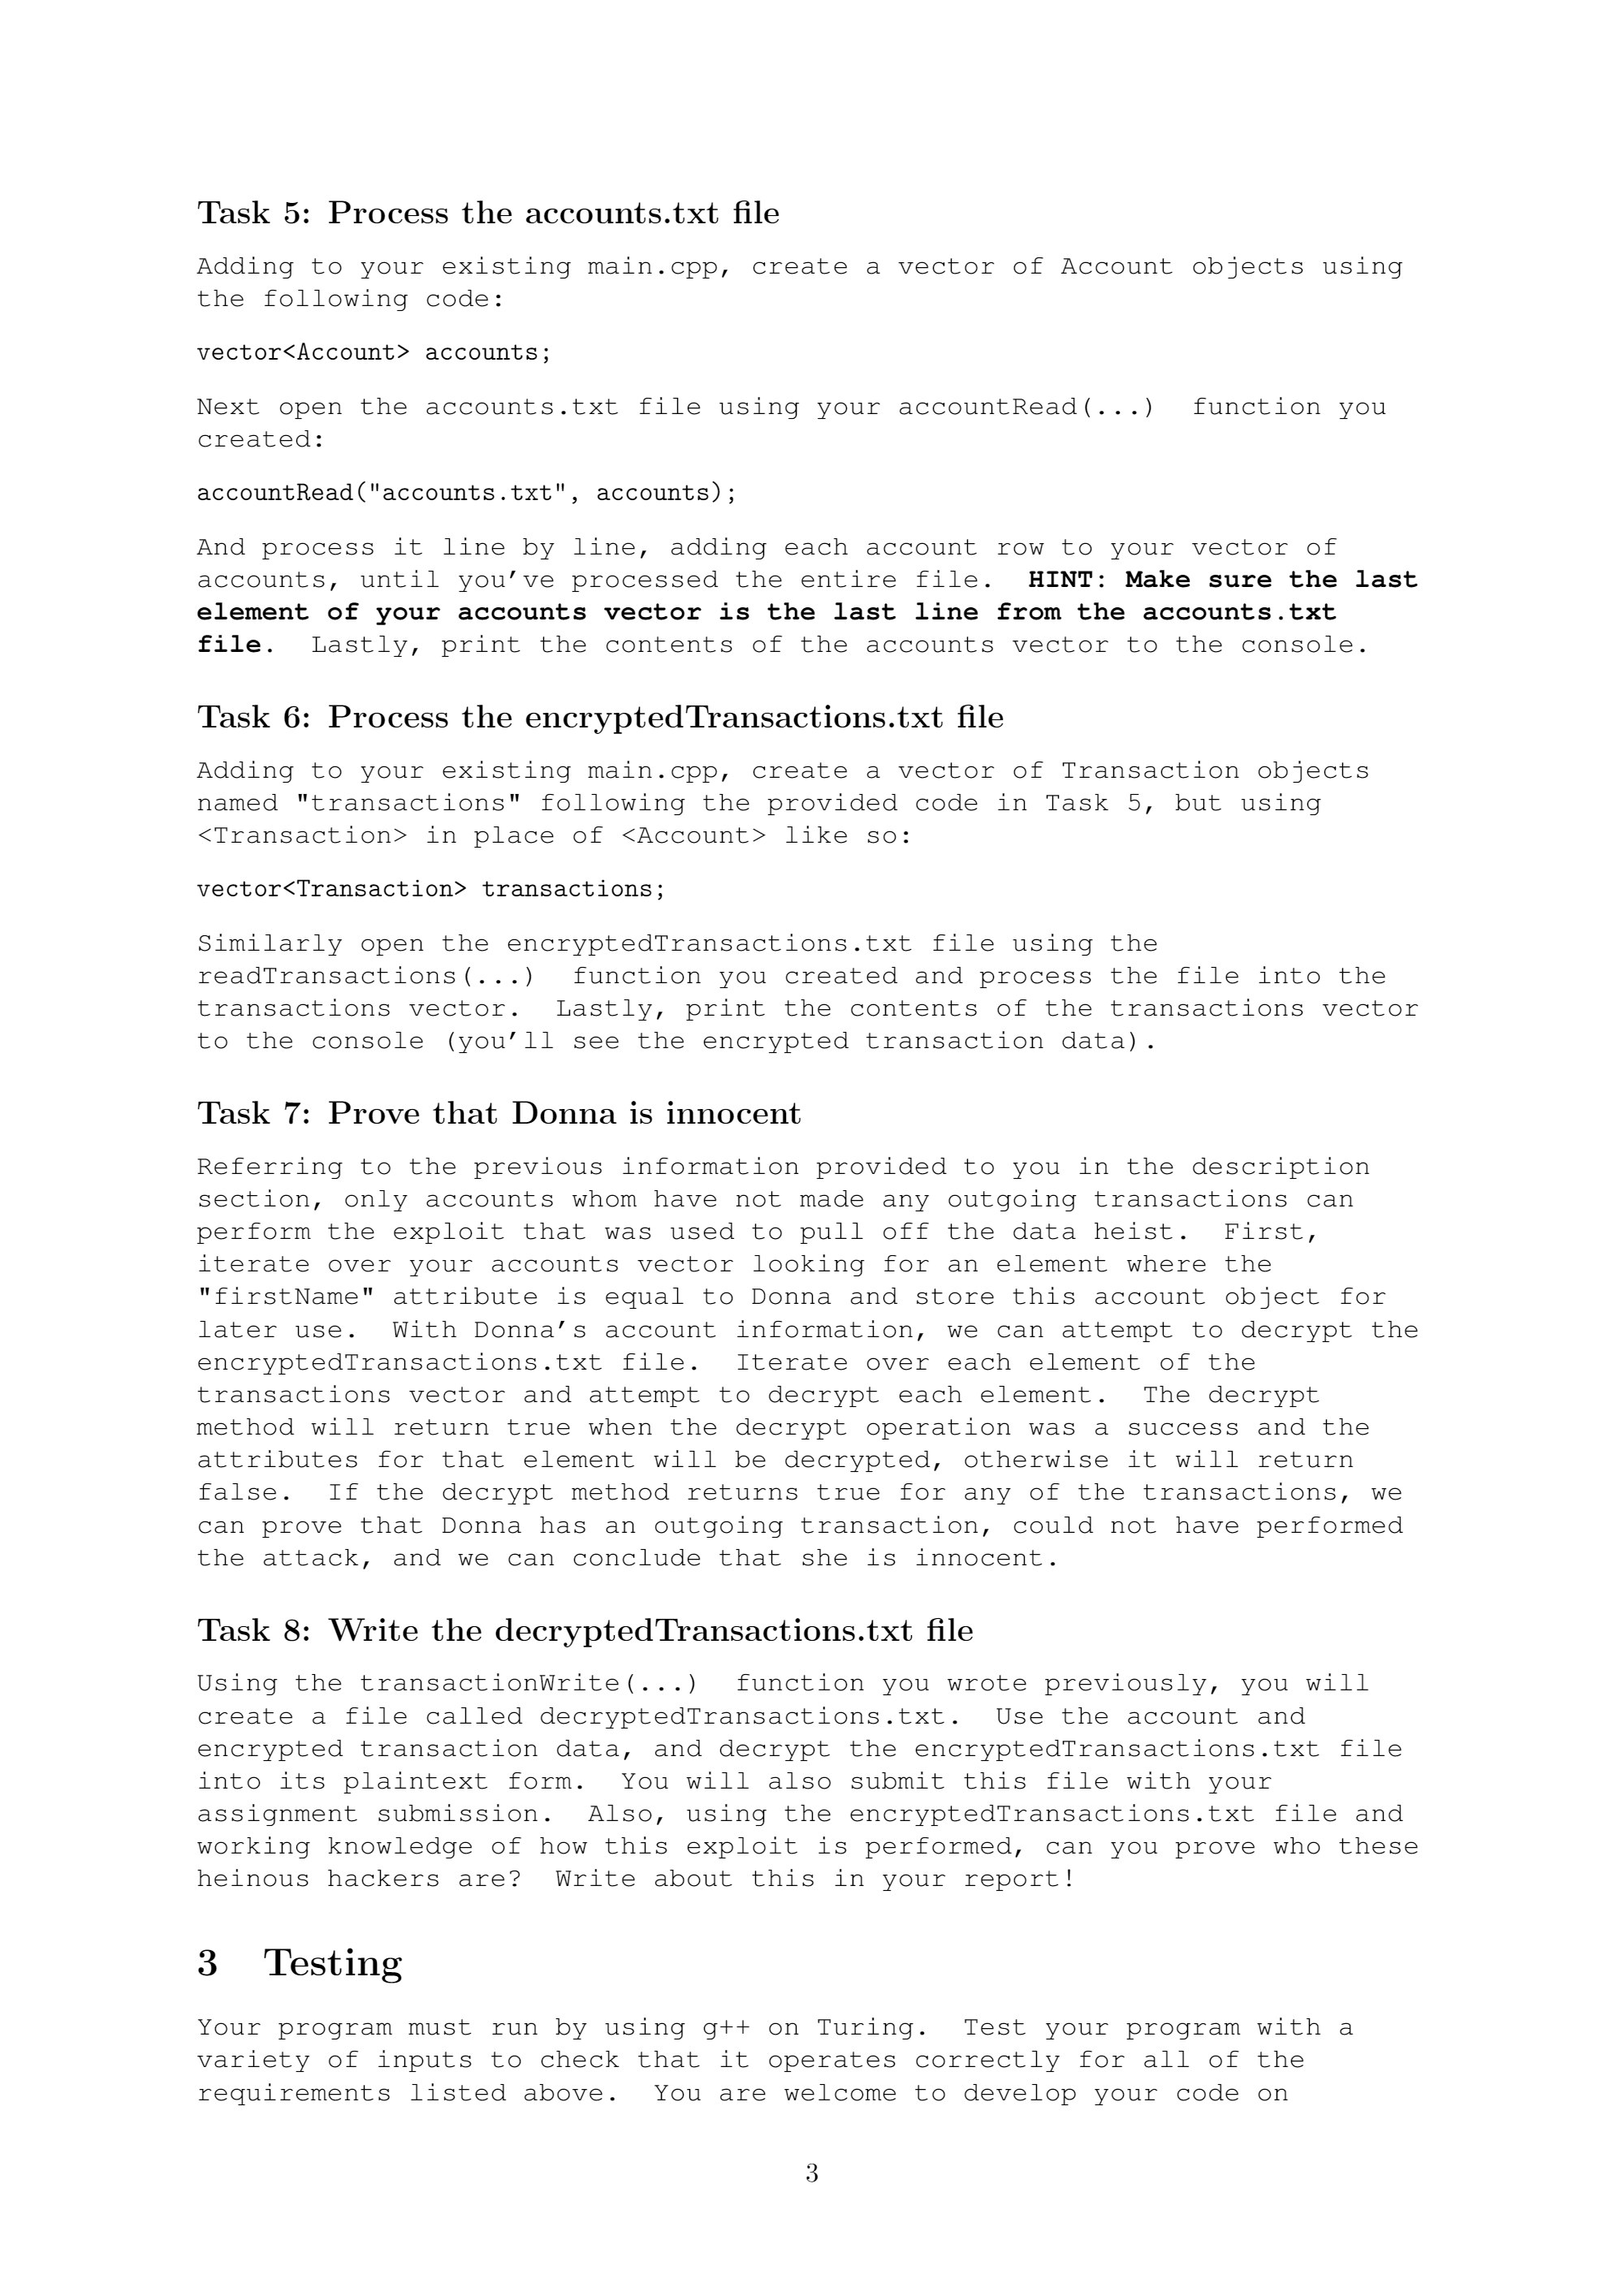 Task 5: Process the accounts.txt file
Adding to your existing main.cpp, create a vector of Account objects using
the following code:
vector<Account> accounts;
Next open the accounts.txt file using your accountRead(...) function you
created:
accountRead("accounts.txt", accounts);
And process it line by line, adding each account row to your vector of
accounts, until you've processed the entire file. HINT: Make sure the last
element of your accounts vector is the last line from the accounts.txt
file. Lastly, print the contents of the accounts vector to the console.
Task 6: Process the encryptedTransactions.txt file
Adding to your existing main.cpp, create a vector of Transaction objects
named "transactions" following the provided code in Task 5, but using
<Transaction> in place of <Account> like so:
vector<Transaction> transactions;
Similarly open the encryptedTransactions.txt file using the
readTransactions(...) function you created and process the file into the
transactions vector. Lastly, print the contents of the transactions vector
to the console (you'll see the encrypted transaction data).
Task 7: Prove that Donna is innocent
Referring to the previous information provided to you in the description
section, only accounts whom have not made any outgoing transactions can
perform the exploit that was used to pull off the data heist. First,
iterate over your accounts vector looking for an element where the
"firstName" attribute is equal to Donna and store this account object for
later use. With Donna's account information, we can attempt to decrypt the
encryptedTransactions.txt file. Iterate over each element of the
transactions vector and attempt to decrypt each element. The decrypt
method will return true when the decrypt operation was a success and the
attributes for that element will be decrypted, otherwise it will return
false. If the decrypt method returns true for any of the transactions, we
can prove that Donna has an outgoing transaction, could not have performed
the attack, and we can conclude that she is innocent.
Task 8: Write the decryptedTransactions.txt file
Using the transactionWrite(...) function you wrote previously, you will
create a file called decryptedTransactions.txt. Use the account and
encrypted transaction data, and decrypt the encryptedTransactions.txt file
into its plaintext form. You will also submit this file with your
assignment submission. Also, using the encryptedTransactions.txt file and
working knowledge of how this exploit is performed, can you prove who these
heinous hackers are? Write about this in your report!
3 Testing
Your program must run by using g++ on Turing. Test your program with a
variety of inputs to check that it operates correctly for all of the
requirements listed above. You are welcome to develop your code on
3